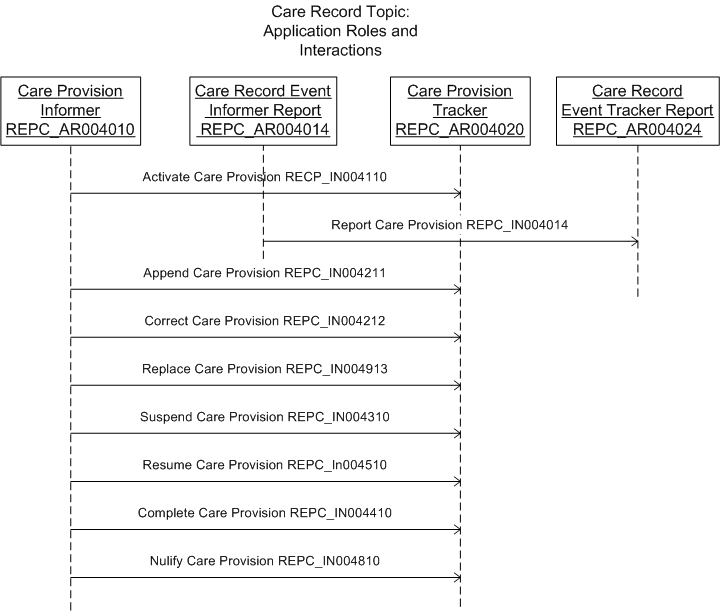 Care Record Topic:
Application Roles and
Interactions
Care Provision
Informer
REPC_AR004010
Care Record Event
Informer Report
REPC_AR004014
Care Provision
Tracker
REPC_AR004020
Care Record
Event Tracker Report
REPC_AR004024
Activate Care Provision RECP_IN004110
Report Care Provision REPC_IN004014
Append Care Provision REPC_IN004211
Correct Care Provision REPC_IN004212
Replace Care Provision REPC_IN004913
Suspend Care Provision REPC_IN004310
Resume Care Provision REPC_In004510
Complete Care Provision REPC_IN004410
Nulify Care Provision REPC_IN004810